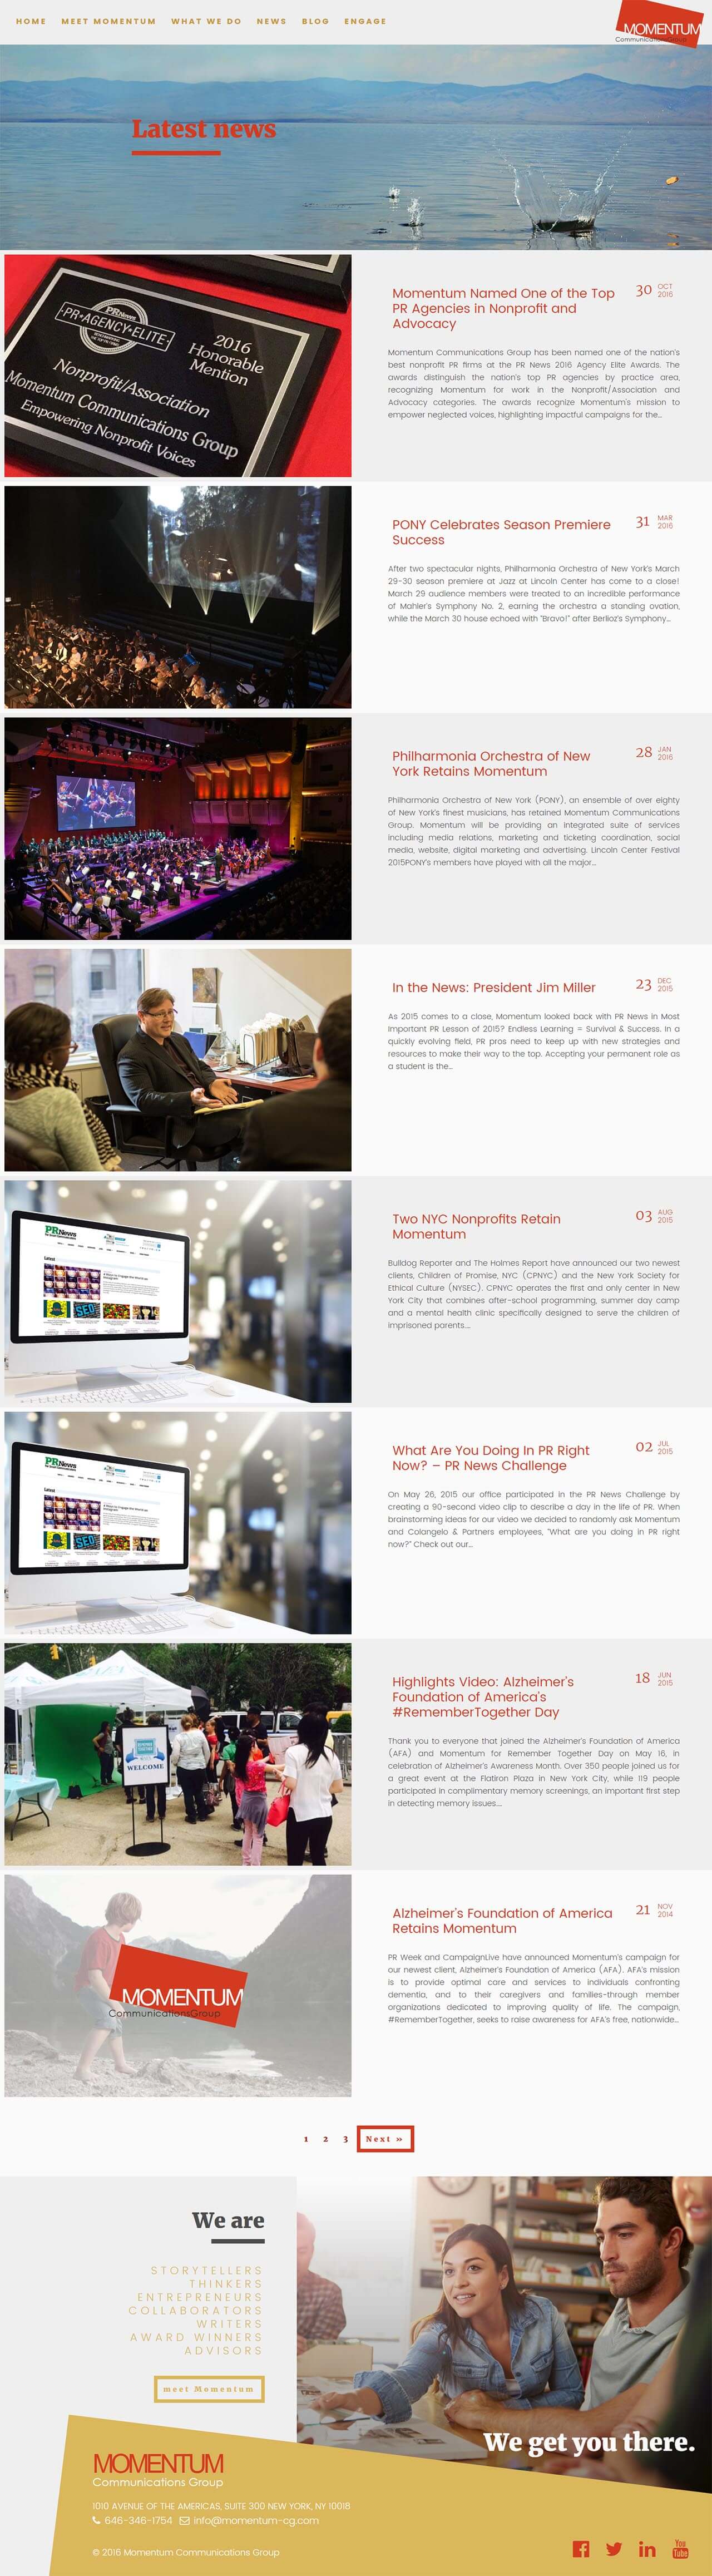 HOME MEET MOMENTUM WHAT WE DO NEWS BLOG ENGAGE
MOMENTUM
Latest news
PR AGENCY ELITE
2016
Honorable
Mention
Nonprofit/Association
Momentum Communications Group
Empowering Nonprofit Voices
Momentum Named One of the Top
PR Agencies in Nonprofit and
Advocacy
30 OCT
2016
Momentum Communications Group has been named one of the nation's
best nonprofit PR firms at the PR News 2016 Agency Elite Awards. The
awards distinguish the nation's top PR agencies by practice area,
recognizing Momentum for work in the Nonprofit/Association and
Advocacy categories. The awards recognize Momentum's mission to
empower neglected voices, highlighting impactful campaigns for the...
PONY Celebrates Season Premiere
Success
31 MAR
2016
After two spectacular nights, Philharmonia Orchestra of New York's March
29-30 season premiere at Jazz at Lincoln Center has come to a close!
March 29 audience members were treated to an incredible performance
of Mahler's Symphony No. 2, earning the orchestra a standing ovation,
while the March 30 house echoed with "Bravo!" after Berlioz's Symphony...
Philharmonia Orchestra of New
York Retains Momentum
28 JAN
2016
Philharmonia Orchestra of New York (PONY), an ensemble of over eighty
of New York's finest musicians, has retained Momentum Communications
Group. Momentum will be providing an integrated suite of services
including media relations, marketing and ticketing coordination, social
media, website, digital marketing and advertising. Lincoln Center Festival
2015PONY's members have played with all the major...
In the News: President Jim Miller
23 DEC
2015
As 2015 comes to a close, Momentum looked back with PR News in Most
Important PR Lesson of 2015? Endless Learning = Survival & Success. In a
quickly evolving field, PR pros need to keep up with new strategies and
resources to make their way to the top. Accepting your permanent role as
a student is the...
PRNews
Latest
SEO
Two NYC Nonprofits Retain
Momentum
03 AUG
2015
Bulldog Reporter and The Holmes Report have announced our two newest
clients, Children of Promise, NYC (CPNYC) and the New York Society for
Ethical Culture (NYSEC). CPNYC operates the first and only center in New
York City that combines after-school programming, summer day camp
and a mental health clinic specifically designed to serve the children of
imprisoned parents....
PRNews
Latest
SEO
What Are You Doing In PR Right
Now? – PR News Challenge
02 JUL
2015
On May 26, 2015 our office participated in the PR News Challenge by
creating a 90-second video clip to describe a day in the life of PR. When
brainstorming ideas for our video we decided to randomly ask Momentum
and Colangelo & Partners employees, "What are you doing in PR right
now?" Check out our...
WELCOME
Highlights Video: Alzheimer's
Foundation of America's
#RememberTogether Day
18 JUN
2015
Thank you to everyone that joined the Alzheimer's Foundation of America
(AFA) and Momentum for Remember Together Day on May 16, in
celebration of Alzheimer's Awareness Month. Over 350 people joined us for
a great event at the Flatiron Plaza in New York City, while 119 people
participated in complimentary memory screenings, an important first step
in detecting memory issues....
MOMENTUM
CommunicationsGroup
Alzheimer's Foundation of America
Retains Momentum
21 NOV
2014
PR Week and CampaignLive have announced Momentum's campaign for
our newest client, Alzheimer's Foundation of America (AFA). AFA's mission
is to provide optimal care and services to individuals confronting
dementia, and to their caregivers and families-through member
organizations dedicated to improving quality of life. The campaign,
#RememberTogether, seeks to raise awareness for AFA's free, nationwide...
1 2 3 Next »
We are
STORYTELLERS
THINKERS
ENTREPRENEURS
COLLABORATORS
WRITERS
AWARD WINNERS
ADVISORS
meet Momentum
We get you there.
MOMENTUM
Communications Group
1010 AVENUE OF THE AMERICAS, SUITE 300 NEW YORK, NY 10018
646-346-1754 info@momentum-cg.com
© 2016 Momentum Communications Group
in
You
Tube